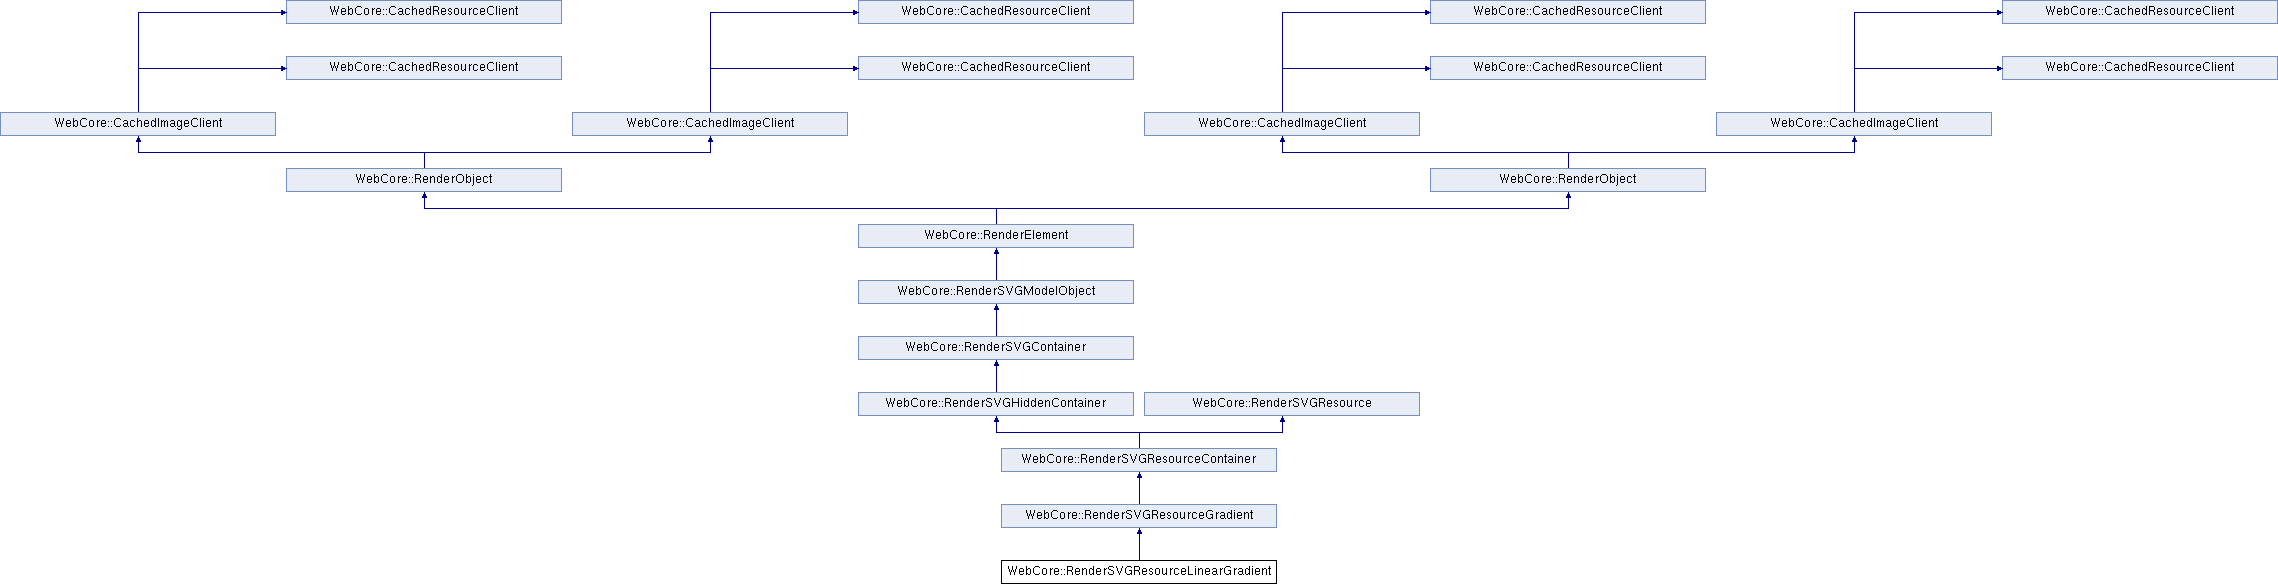 WebCore::CachedResourceClient
WebCore::CachedResourceClient
WebCore::CachedResourceClient
WebCore::CachedResourceClient
WebCore::CachedResourceClient
WebCore::CachedResourceClient
WebCore::CachedResourceClient
WebCore::CachedResourceClient
WebCore::CachedImageClient
WebCore::CachedImageClient
WebCore::CachedImageClient
WebCore::CachedImageClient
WebCore::RenderObject
WebCore::RenderObject
WebCore::RenderElement
WebCore::RenderSVGModelObject
WebCore::RenderSVGContainer
WebCore::RenderSVGHiddenContainer
WebCore::RenderSVGResource
WebCore::RenderSVGResourceContainer
WebCore::RenderSVGResourceGradient
WebCore::RenderSVGResourceLinearGradient